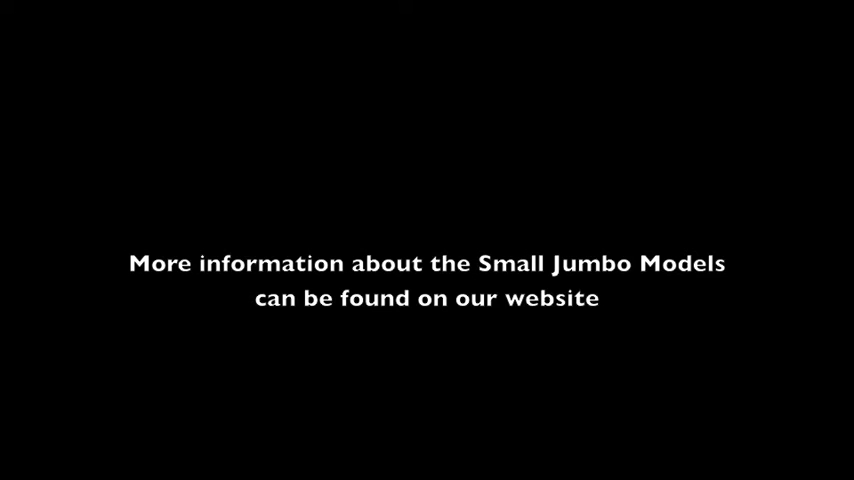 More information about the Small Jumbo Models
can be found on our website